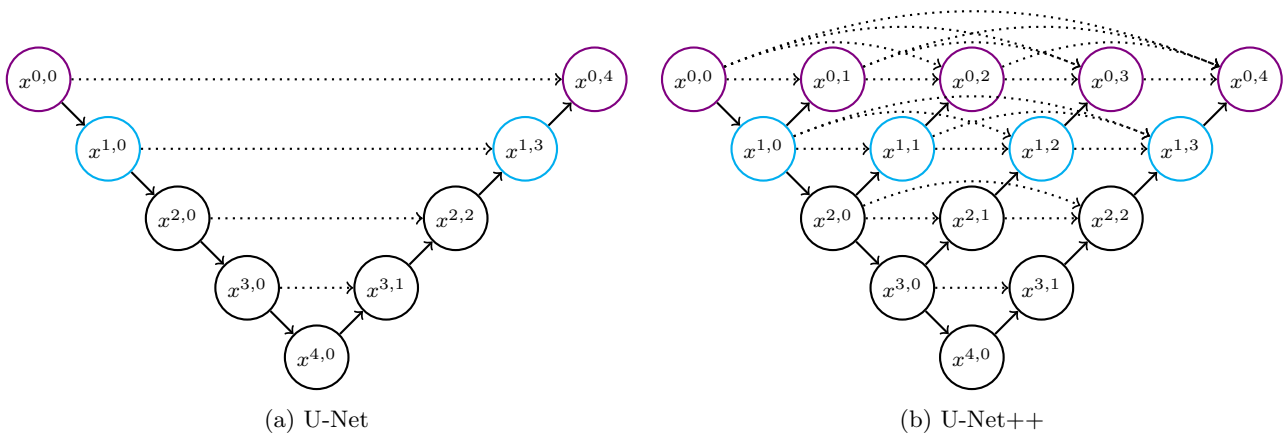 x^{0,0} x^{0,4} x^{0,0} x^{0,1} x^{0,2} x^{0,3} x^{0,4}
x^{1,0} x^{1,3} x^{1,0} x^{1,1} x^{1,2} x^{1,3}
x^{2,0} x^{2,2} x^{2,0} x^{2,1} x^{2,2}
x^{3,0} x^{3,1} x^{3,0} x^{3,1}
x^{4,0} x^{4,0}
(a) U-Net (b) U-Net++